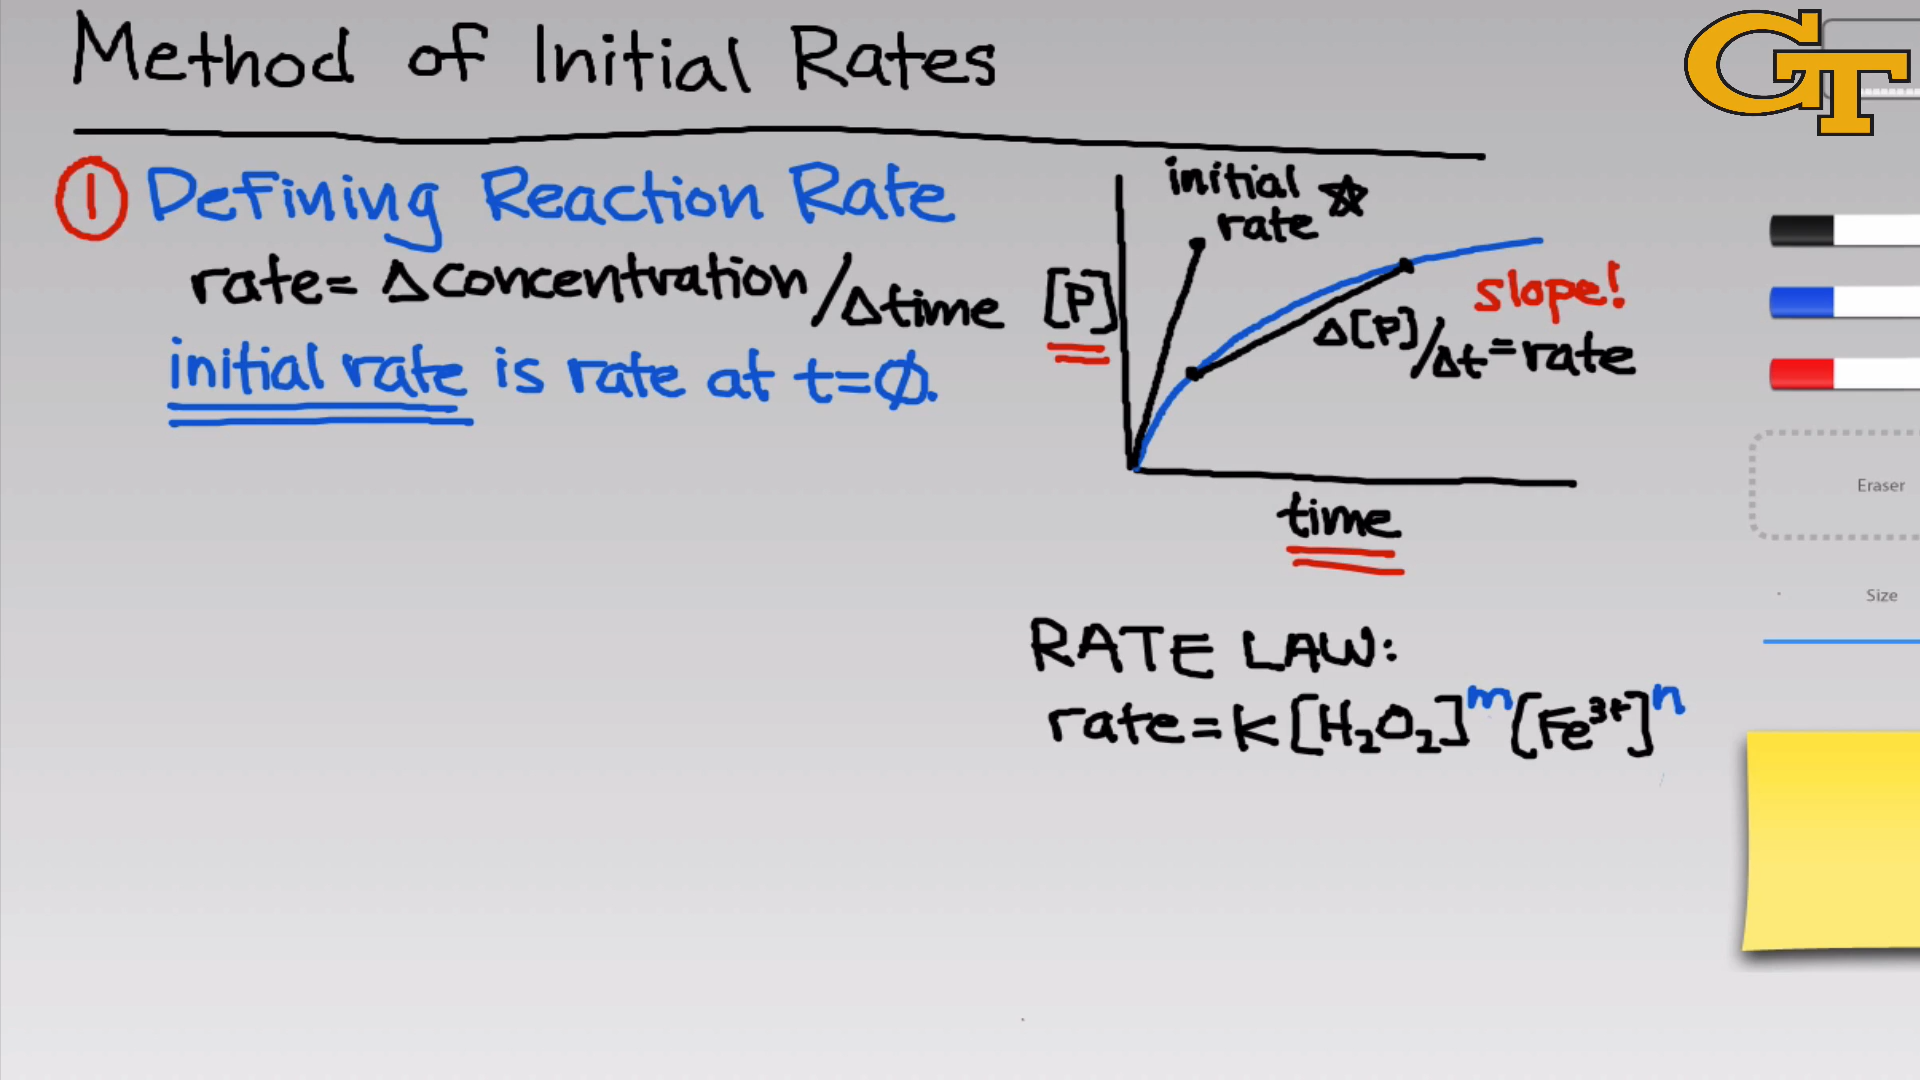 Method of Initial Rates
GT
① Defining Reaction Rate
rate= Δconcentration/Δtime
initial rate is rate at t=∅.
initial
rate ☆
[P]
slope!
Δ[P]/Δt=rate
time
RATE LAW:
rate=k[H₂O₂]ᵐ[Fe³⁺]ⁿ
Eraser
Size